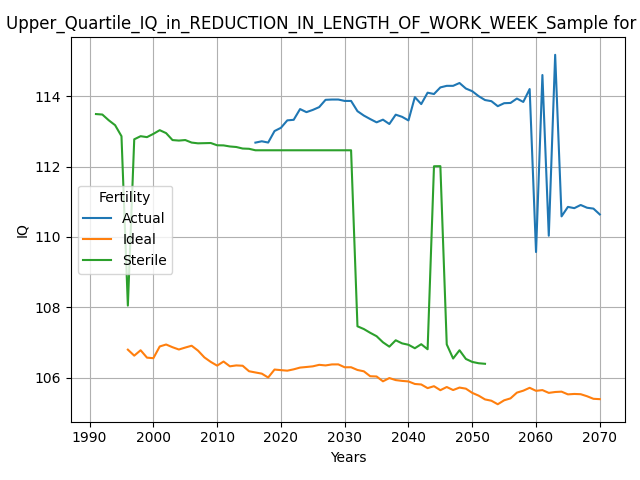 Upper_Quartile_IQ_in_REDUCTION_IN_LENGTH_OF_WORK_WEEK_Sample for
IQ
114
112
110
108
106
Fertility
Actual
Ideal
Sterile
1990 2000 2010 2020 2030 2040 2050 2060 2070
Years